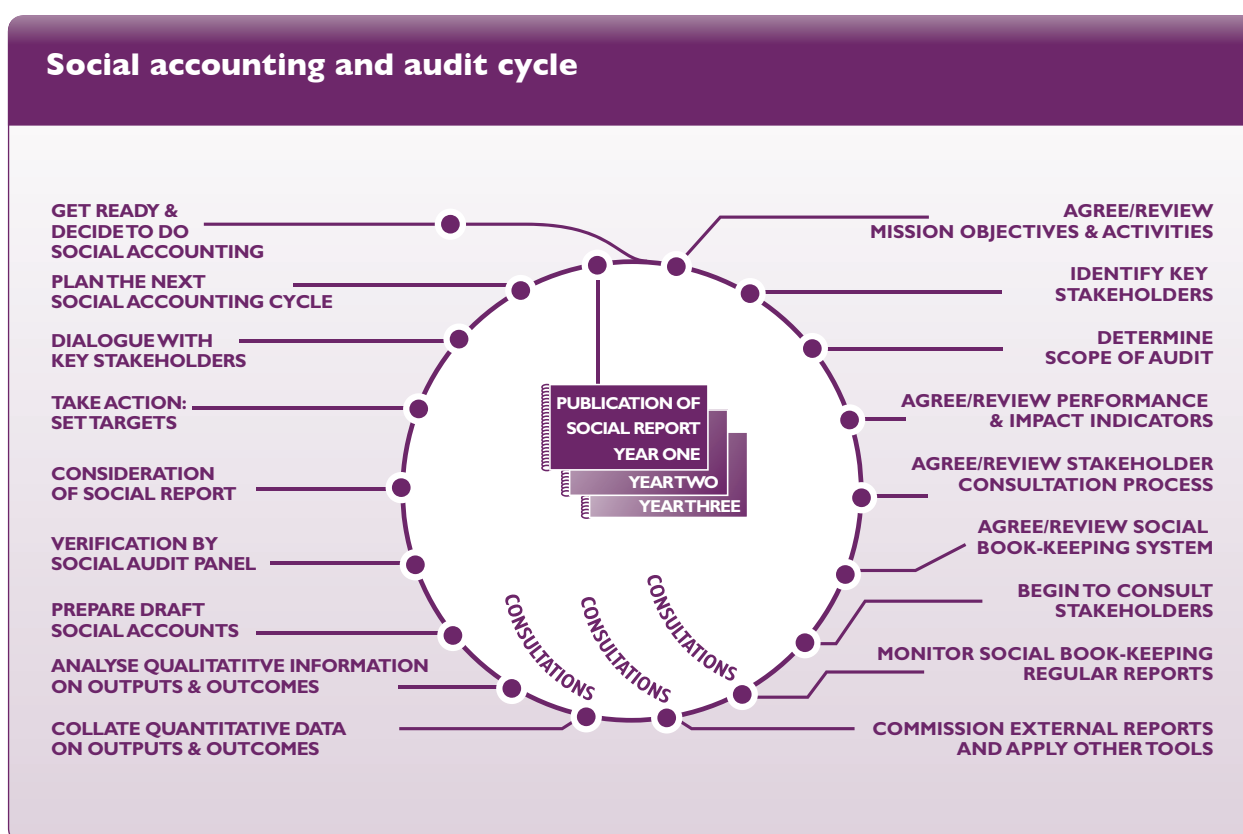 Social accounting and audit cycle
GET READY &
DECIDE TO DO
SOCIAL ACCOUNTING
PLAN THE NEXT
SOCIAL ACCOUNTING CYCLE
DIALOGUE WITH
KEY STAKEHOLDERS
TAKE ACTION:
SET TARGETS
CONSIDERATION
OF SOCIAL REPORT
VERIFICATION BY
SOCIAL AUDIT PANEL
PREPARE DRAFT
SOCIAL ACCOUNTS
ANALYSE QUALITATITVE INFORMATION
ON OUTPUTS & OUTCOMES
COLLATE QUANTITATIVE DATA
ON OUTPUTS & OUTCOMES
PUBLICATION OF
SOCIAL REPORT
YEAR ONE
YEAR TWO
YEAR THREE
CONSULTATIONS
CONSULTATIONS
CONSULTATIONS
AGREE/REVIEW
MISSION OBJECTIVES & ACTIVITIES
IDENTIFY KEY
STAKEHOLDERS
DETERMINE
SCOPE OF AUDIT
AGREE/REVIEW PERFORMANCE
& IMPACT INDICATORS
AGREE/REVIEW STAKEHOLDER
CONSULTATION PROCESS
AGREE/REVIEW SOCIAL
BOOK-KEEPING SYSTEM
BEGIN TO CONSULT
STAKEHOLDERS
MONITOR SOCIAL BOOK-KEEPING
REGULAR REPORTS
COMMISSION EXTERNAL REPORTS
AND APPLY OTHER TOOLS